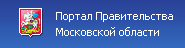 Портал Правительства
Московской области